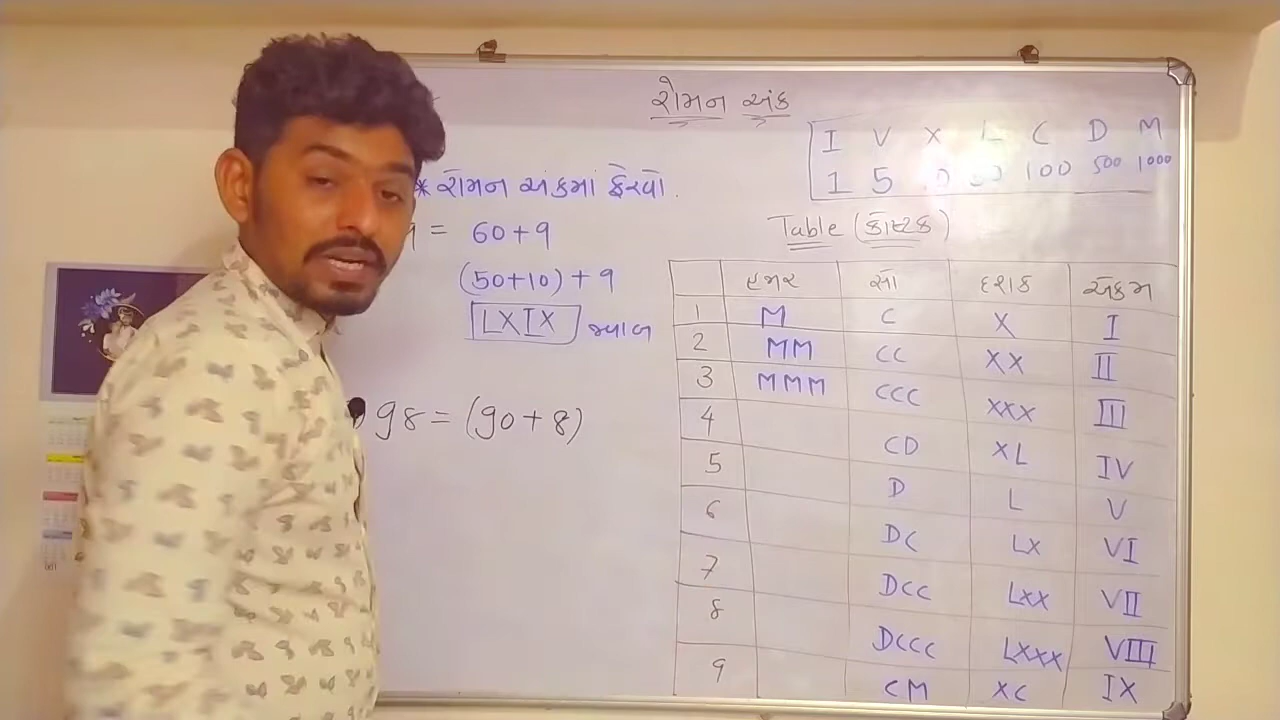 રોમન અંક
I V X L C D M
1 5 100 500 1000
* રોમન અંકમાં ફેરવો.
9 = 60+9
(50+10) + 9
LXIX જવાબ
98 = (90+8)
Table (કોષ્ટક)
હજાર સો દશક એકમ
1 M C X I
2 MM CC XX II
3 MMM CCC XXX III
4 CD XL IV
5 D L V
6 DC LX VI
7 DCC LXX VII
8 DCCC LXXX VIII
9 CM XC IX